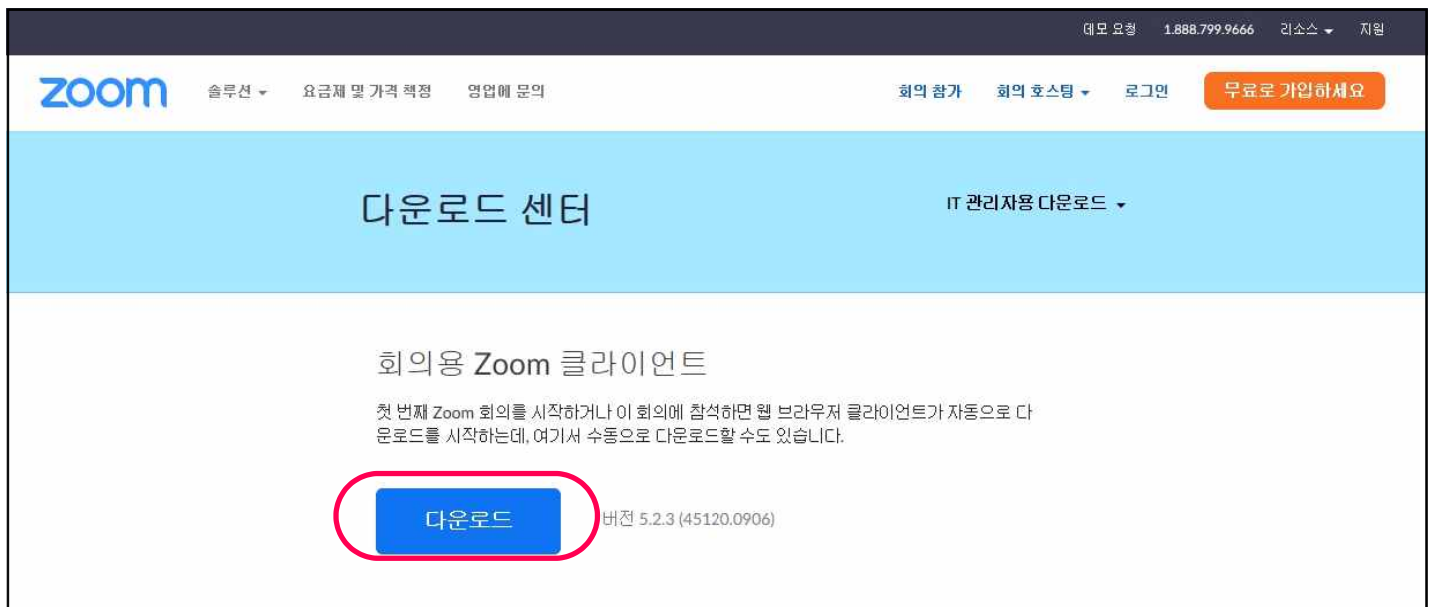 데모 요청 1.888.799.9666 리소스 지원
zoom 솔루션 요금제 및 가격 책정 영업에 문의 회의 참가 회의 호스팅 로그인 무료로 가입하세요
다운로드 센터 IT 관리자용 다운로드
회의용 Zoom 클라이언트
첫 번째 Zoom 회의를 시작하거나 이 회의에 참석하면 웹 브라우저 클라이언트가 자동으로 다
운로드를 시작하는데, 여기서 수동으로 다운로드할 수도 있습니다.
다운로드 버전 5.2.3 (45120.0906)